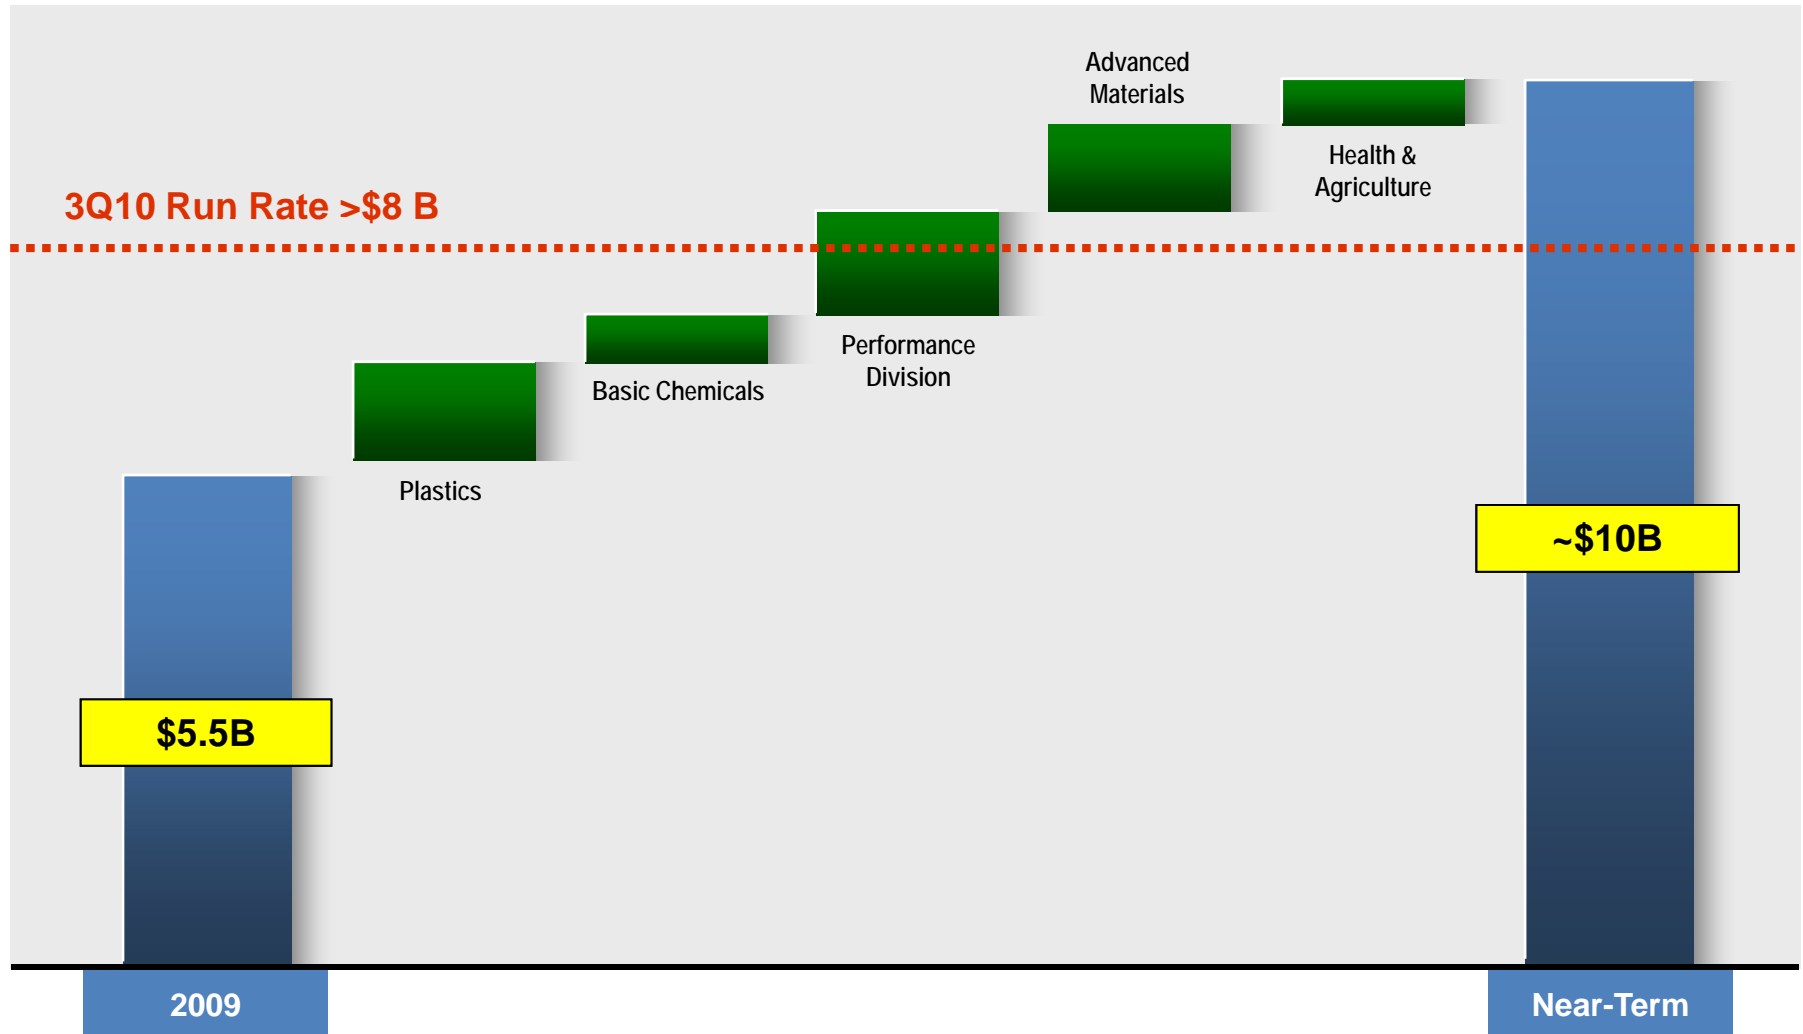 Advanced
Materials
Health &
Agriculture
3Q10 Run Rate >$8 B
Performance
Division
Basic Chemicals
Plastics
~$10B
$5.5B
2009
Near-Term